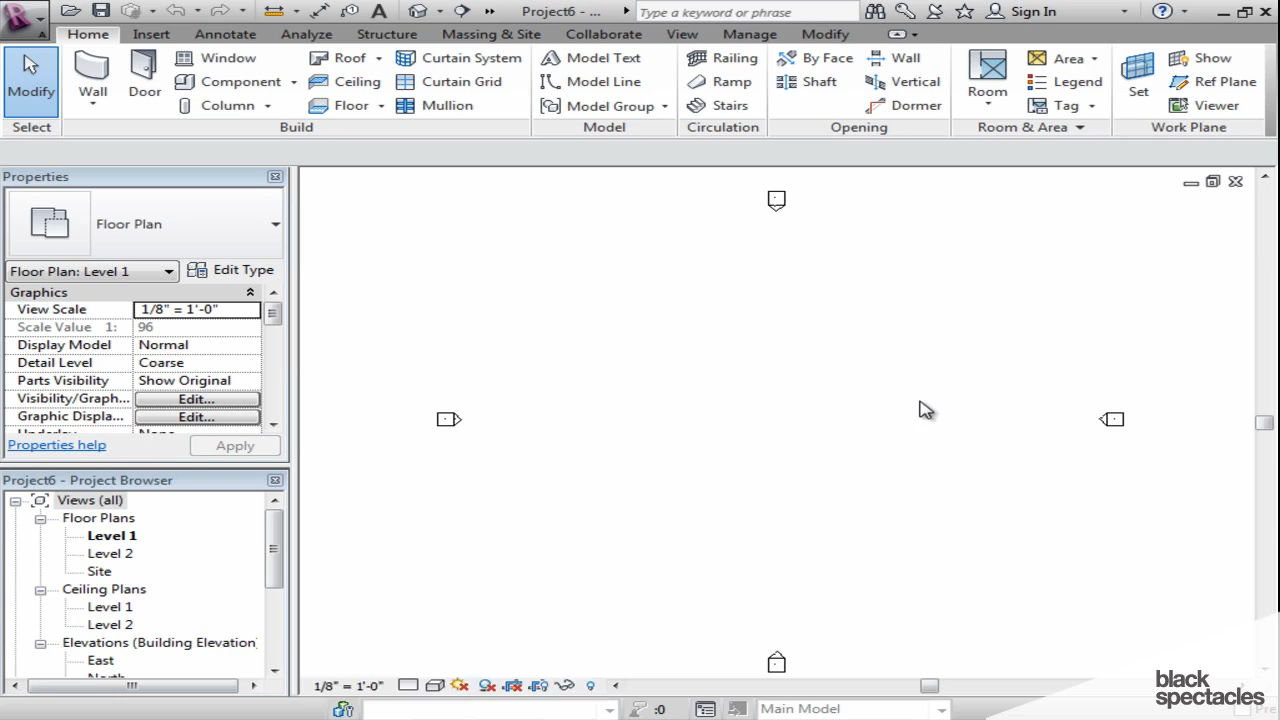 Project6 - ...
Type a keyword or phrase
Sign In
Home Insert Annotate Analyze Structure Massing & Site Collaborate View Manage Modify
Modify
Select
Wall
Door
Window
Component
Column
Roof
Ceiling
Floor
Curtain System
Curtain Grid
Mullion
Build
Model Text
Model Line
Model Group
Model
Railing
Ramp
Stairs
Circulation
By Face
Shaft
Wall
Vertical
Dormer
Opening
Room
Area
Legend
Tag
Room & Area
Set
Show
Ref Plane
Viewer
Work Plane
Properties
Floor Plan
Floor Plan: Level 1
Edit Type
Graphics
View Scale 1/8" = 1'-0"
Scale Value 1: 96
Display Model Normal
Detail Level Coarse
Parts Visibility Show Original
Visibility/Graph... Edit...
Graphic Displa... Edit...
Underlay None
Properties help
Apply
Project6 - Project Browser
Views (all)
Floor Plans
Level 1
Level 2
Site
Ceiling Plans
Level 1
Level 2
Elevations (Building Elevation)
East
North
1/8" = 1'-0"
:0
Main Model
black
spectacles